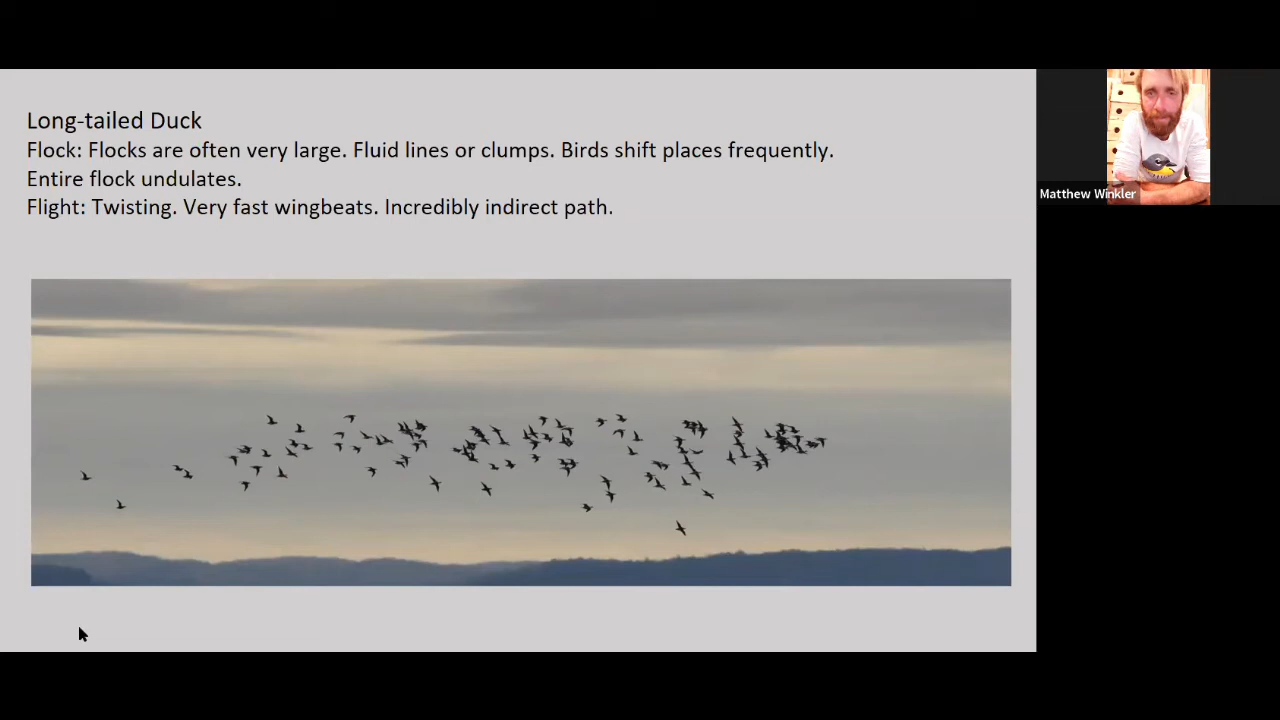 Long-tailed Duck
Flock: Flocks are often very large. Fluid lines or clumps. Birds shift places frequently.
Entire flock undulates.
Flight: Twisting. Very fast wingbeats. Incredibly indirect path.
Matthew Winkler